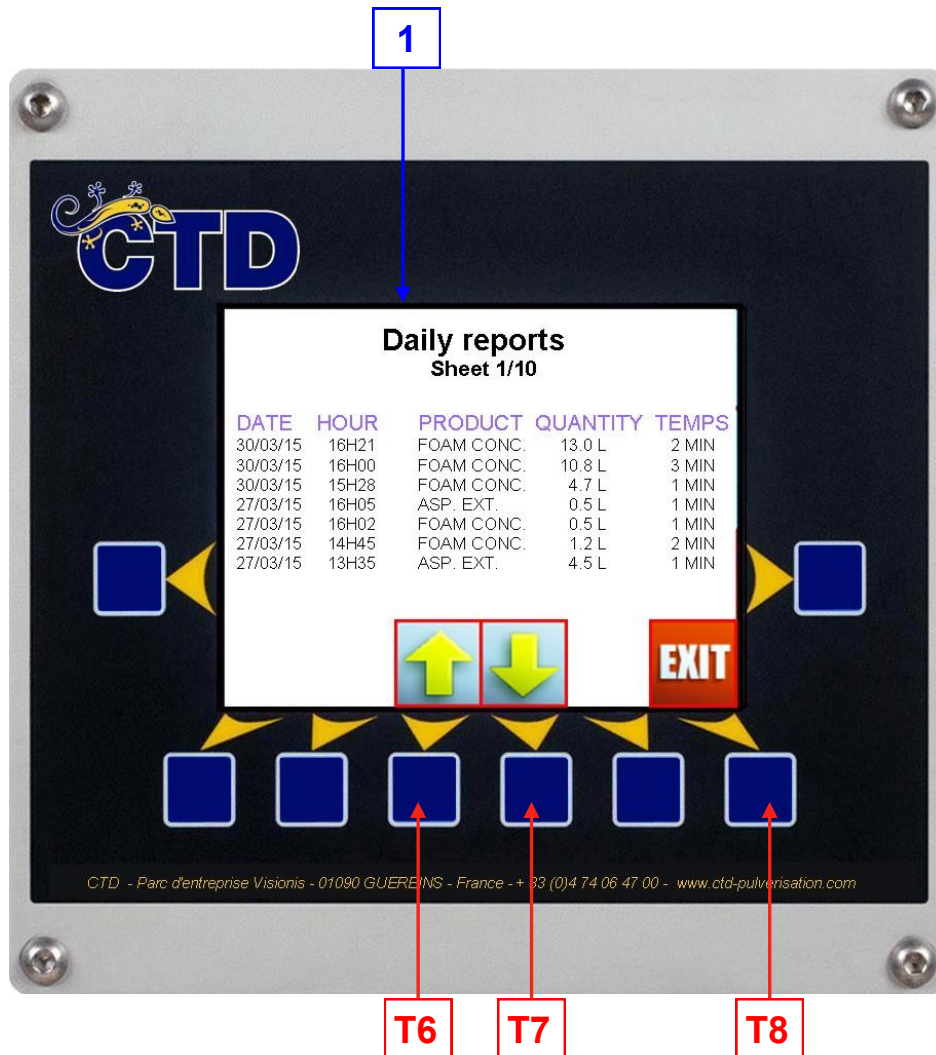 1
CTD
Daily reports
Sheet 1/10
DATE HOUR PRODUCT QUANTITY TEMPS
30/03/15 16H21 FOAM CONC. 13.0 L 2 MIN
30/03/15 16H00 FOAM CONC. 10.8 L 3 MIN
30/03/15 15H28 FOAM CONC. 4.7 L 1 MIN
27/03/15 16H05 ASP. EXT. 0.5 L 1 MIN
27/03/15 16H02 FOAM CONC. 0.5 L 1 MIN
27/03/15 14H45 FOAM CONC. 1.2 L 2 MIN
27/03/15 13H35 ASP. EXT. 4.5 L 1 MIN
EXIT
CTD - Parc d'entreprise Visionis - 01090 GUEREINS - France - + 33 (0)4 74 06 47 00 - www.ctd-pulverisation.com
T6 T7 T8